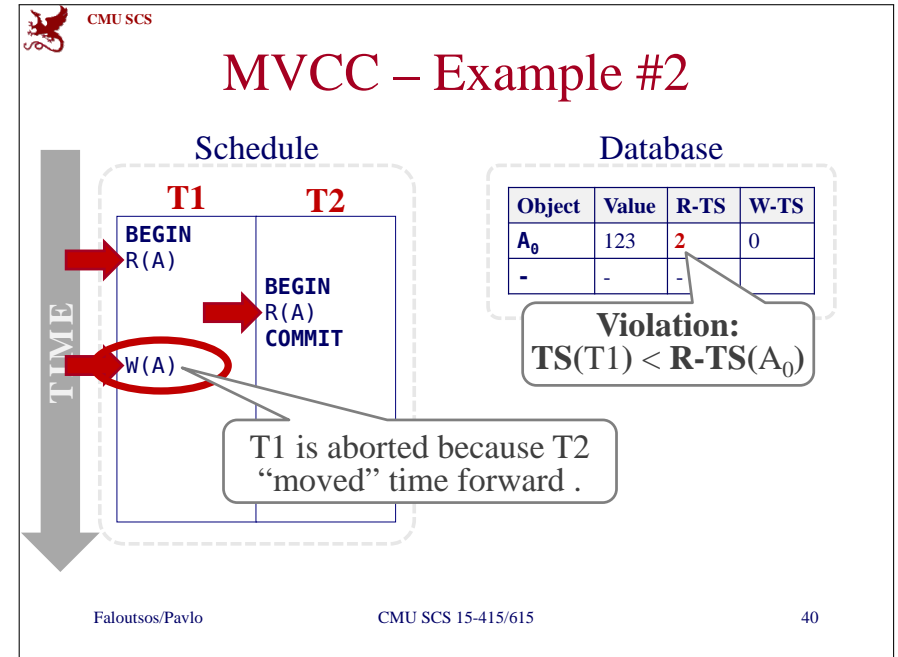 CMU SCS
MVCC – Example #2
Schedule
Database
TIME
T1 T2
BEGIN
R(A)
BEGIN
R(A)
COMMIT
W(A)
Object Value R-TS W-TS
A₀ 123 2 0
- - -
Violation:
TS(T1) < R-TS(A₀)
T1 is aborted because T2
“moved” time forward .
Faloutsos/Pavlo CMU SCS 15-415/615 40